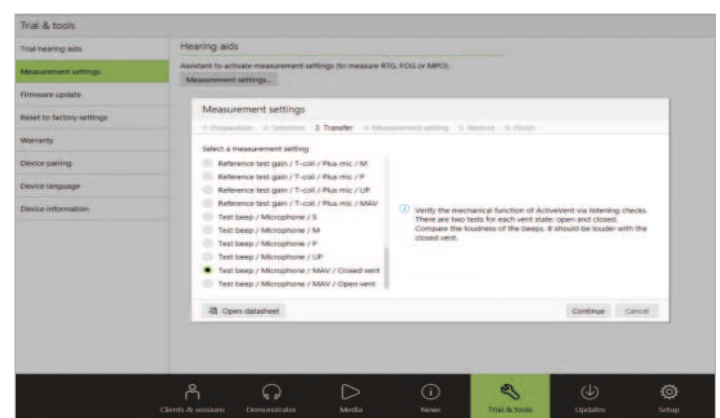 Trial & tools
Trial hearing aids
Measurement settings
Firmware update
Reset to factory settings
Warranty
Device pairing
Device language
Device information
Hearing aids
Assistant to activate measurement settings (to measure RTG, FOG or MPO).
Measurement settings...
Measurement settings
1 Preparation 2 Selection 3 Transfer 4 Measurement setting 5 Restore 6 Finish
Select a measurement setting
Reference test gain / T-coil / Plus mic / M
Reference test gain / T-coil / Plus mic / P
Reference test gain / T-coil / Plus mic / UP
Reference test gain / T-coil / Plus mic / MAV
Test beep / Microphone / S
Test beep / Microphone / M
Test beep / Microphone / P
Test beep / Microphone / UP
Test beep / Microphone / MAV / Closed vent
Test beep / Microphone / MAV / Open vent
Verify the mechanical function of ActiveVent via listening checks.
There are two tests for each vent state: open and closed.
Compare the loudness of the beeps. It should be louder with the
closed vent.
Open datasheet
Continue
Cancel
Clients & sessions
Demonstrator
Media
News
Trial & tools
Updates
Setup